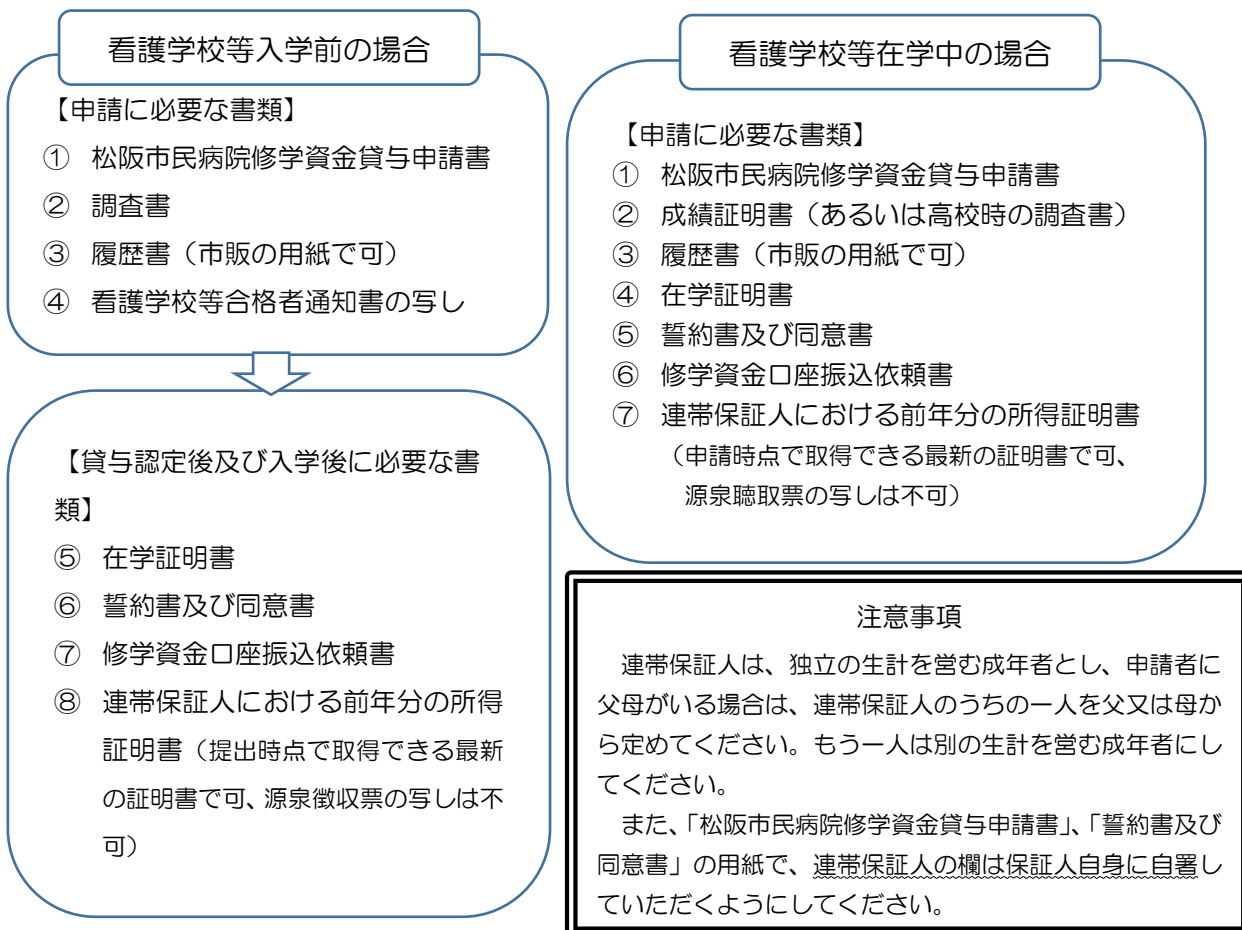 看護学校等入学前の場合
【申請に必要な書類】
① 松阪市民病院修学資金貸与申請書
② 調査書
③ 履歴書（市販の用紙で可）
④ 看護学校等合格者通知書の写し
【貸与認定後及び入学後に必要な書
類】
⑤ 在学証明書
⑥ 誓約書及び同意書
⑦ 修学資金口座振込依頼書
⑧ 連帯保証人における前年分の所得
証明書（提出時点で取得できる最新
の証明書で可、源泉徴収票の写しは不
可）
看護学校等在学中の場合
【申請に必要な書類】
① 松阪市民病院修学資金貸与申請書
② 成績証明書（あるいは高校時の調査書）
③ 履歴書（市販の用紙で可）
④ 在学証明書
⑤ 誓約書及び同意書
⑥ 修学資金口座振込依頼書
⑦ 連帯保証人における前年分の所得証明書
（申請時点で取得できる最新の証明書で可、
源泉聴取票の写しは不可）
注意事項
連帯保証人は、独立の生計を営む成年者とし、申請者に
父母がいる場合は、連帯保証人のうちの一人を父又は母か
ら定めてください。もう一人は別の生計を営む成年者にし
てください。
また、「松阪市民病院修学資金貸与申請書」、「誓約書及び
同意書」の用紙で、連帯保証人の欄は保証人自身に自署し
ていただくようにしてください。